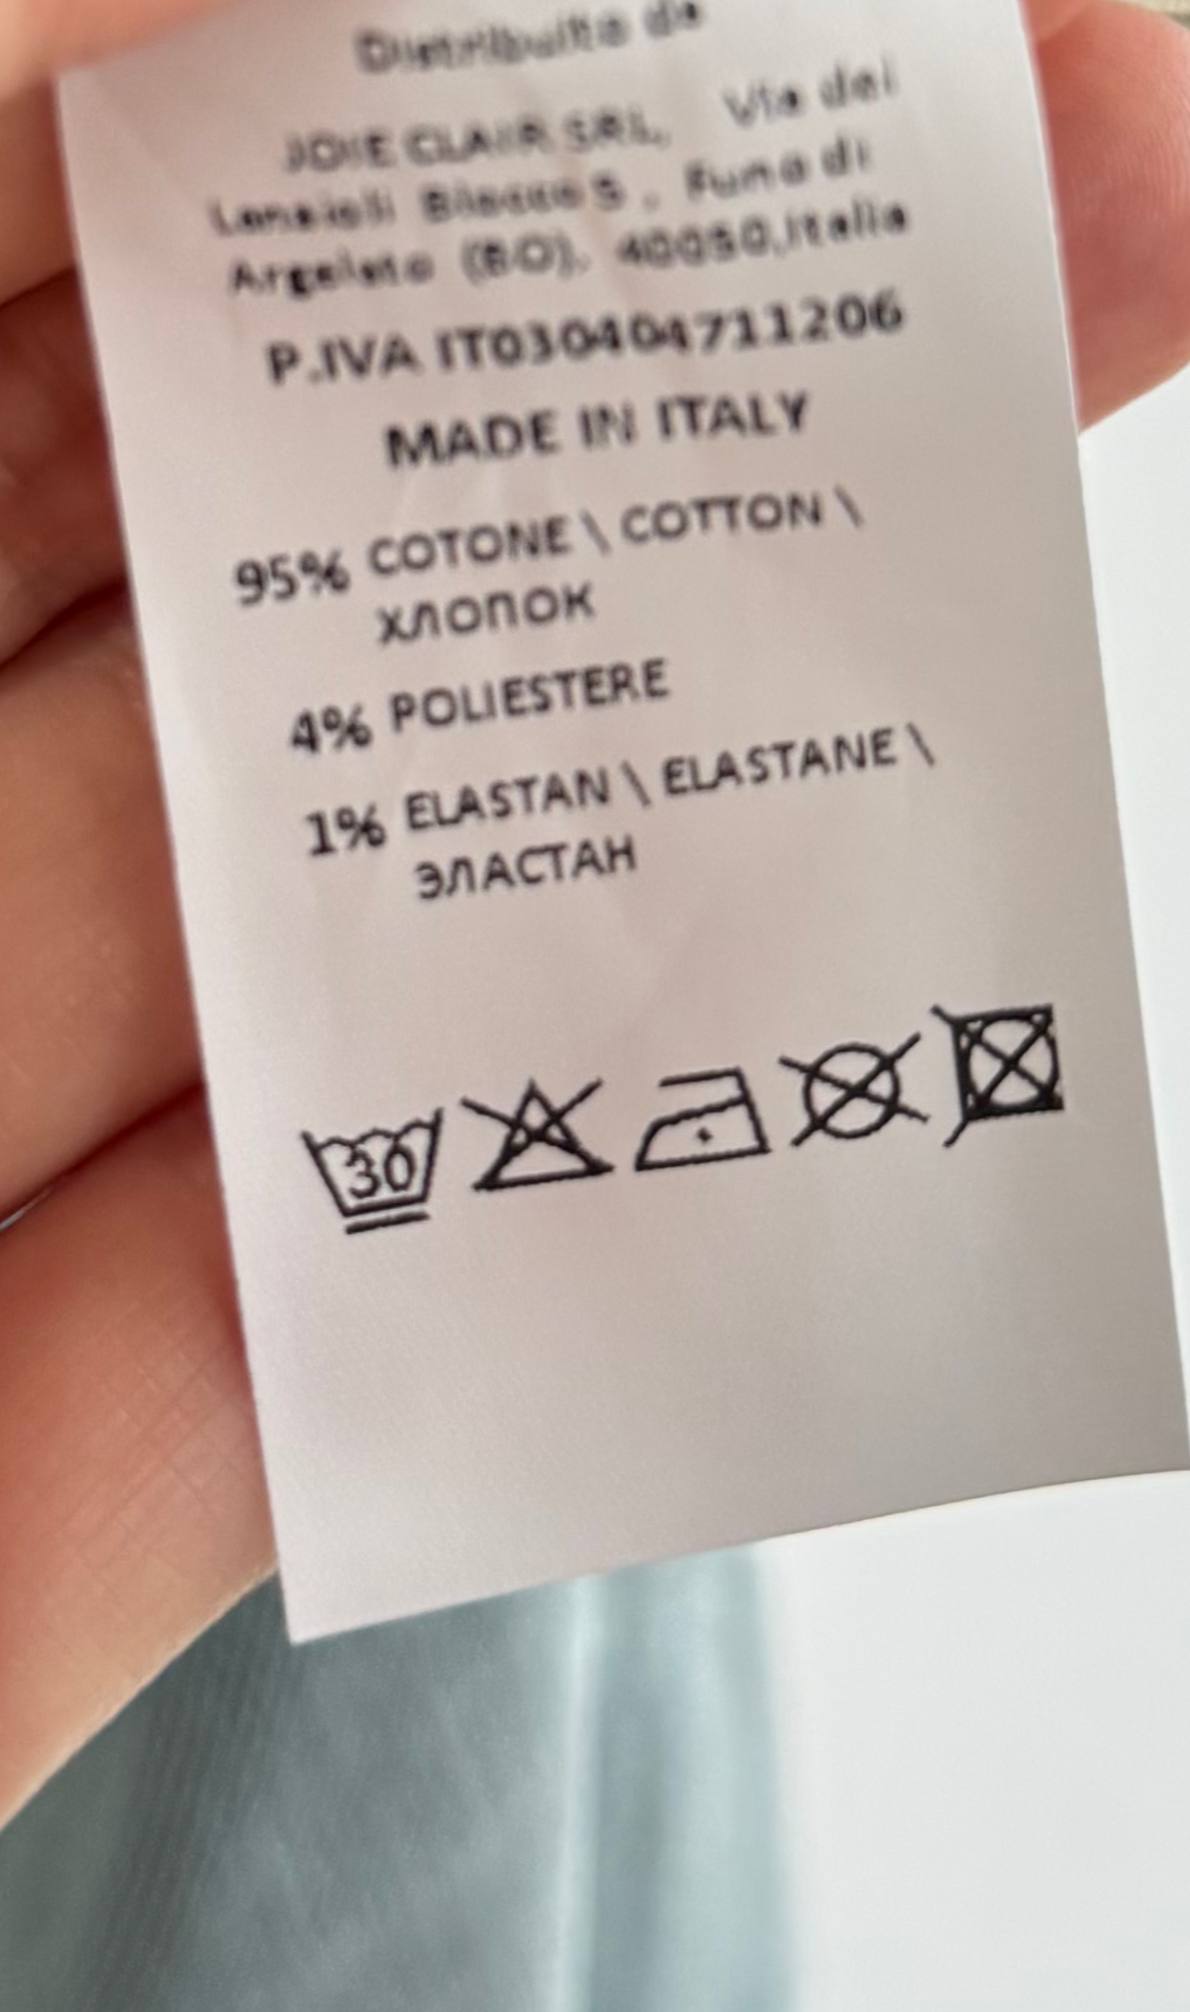 Distribuito da
JOIE CLAIR SRL, Via dei
Lanaioli Blocco 5 , Funo di
Argelato (BO), 40050,Italia
P.IVA IT030404711206
MADE IN ITALY
95% COTONE \ COTTON \
ХЛОПОК
4% POLIESTERE
1% ELASTAN \ ELASTANE \
ЭЛАСТАН
30